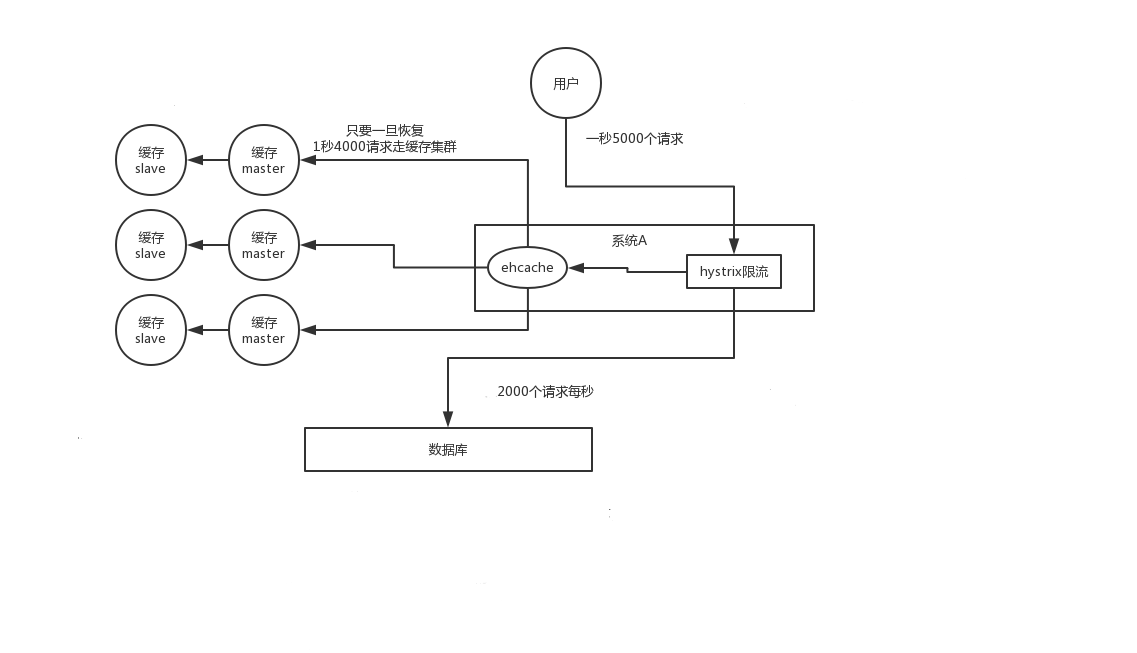 用户
一秒5000个请求
只要一旦恢复
1秒4000请求走缓存集群
缓存
slave
缓存
master
系统A
缓存
slave
缓存
master
ehcache
hystrix限流
缓存
slave
缓存
master
2000个请求每秒
数据库